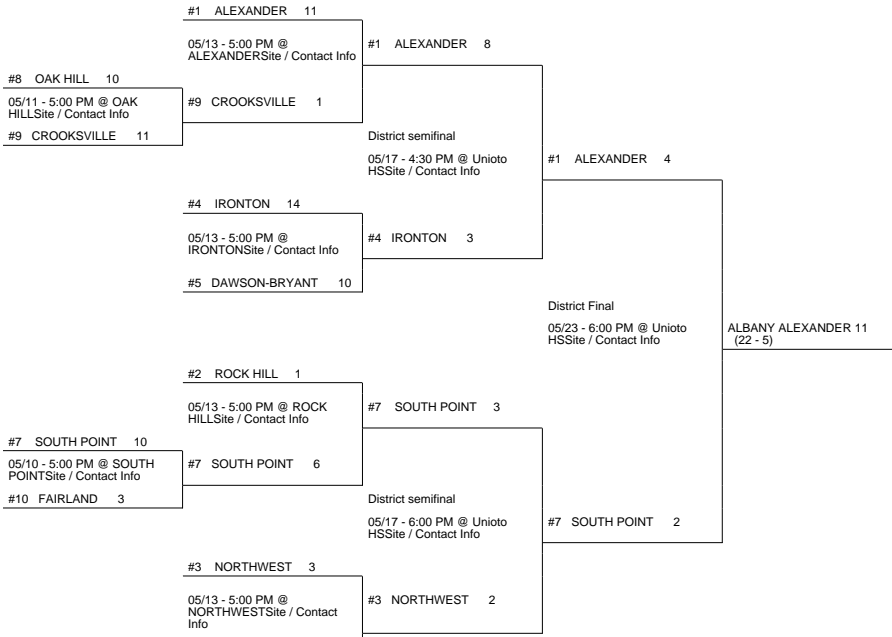 #1 ALEXANDER 11
05/13 - 5:00 PM @
ALEXANDERSite / Contact Info
#1 ALEXANDER 8
#8 OAK HILL 10
05/11 - 5:00 PM @ OAK
HILLSite / Contact Info
#9 CROOKSVILLE 1
#9 CROOKSVILLE 11
District semifinal
05/17 - 4:30 PM @ Unioto
HSSite / Contact Info
#1 ALEXANDER 4
#4 IRONTON 14
05/13 - 5:00 PM @
IRONTONSite / Contact Info
#4 IRONTON 3
#5 DAWSON-BRYANT 10
District Final
05/23 - 6:00 PM @ Unioto
HSSite / Contact Info
ALBANY ALEXANDER 11
(22 - 5)
#2 ROCK HILL 1
05/13 - 5:00 PM @ ROCK
HILLSite / Contact Info
#7 SOUTH POINT 3
#7 SOUTH POINT 10
05/10 - 5:00 PM @ SOUTH
POINTSite / Contact Info
#7 SOUTH POINT 6
#10 FAIRLAND 3
District semifinal
05/17 - 6:00 PM @ Unioto
HSSite / Contact Info
#7 SOUTH POINT 2
#3 NORTHWEST 3
05/13 - 5:00 PM @
NORTHWESTSite / Contact
Info
#3 NORTHWEST 2